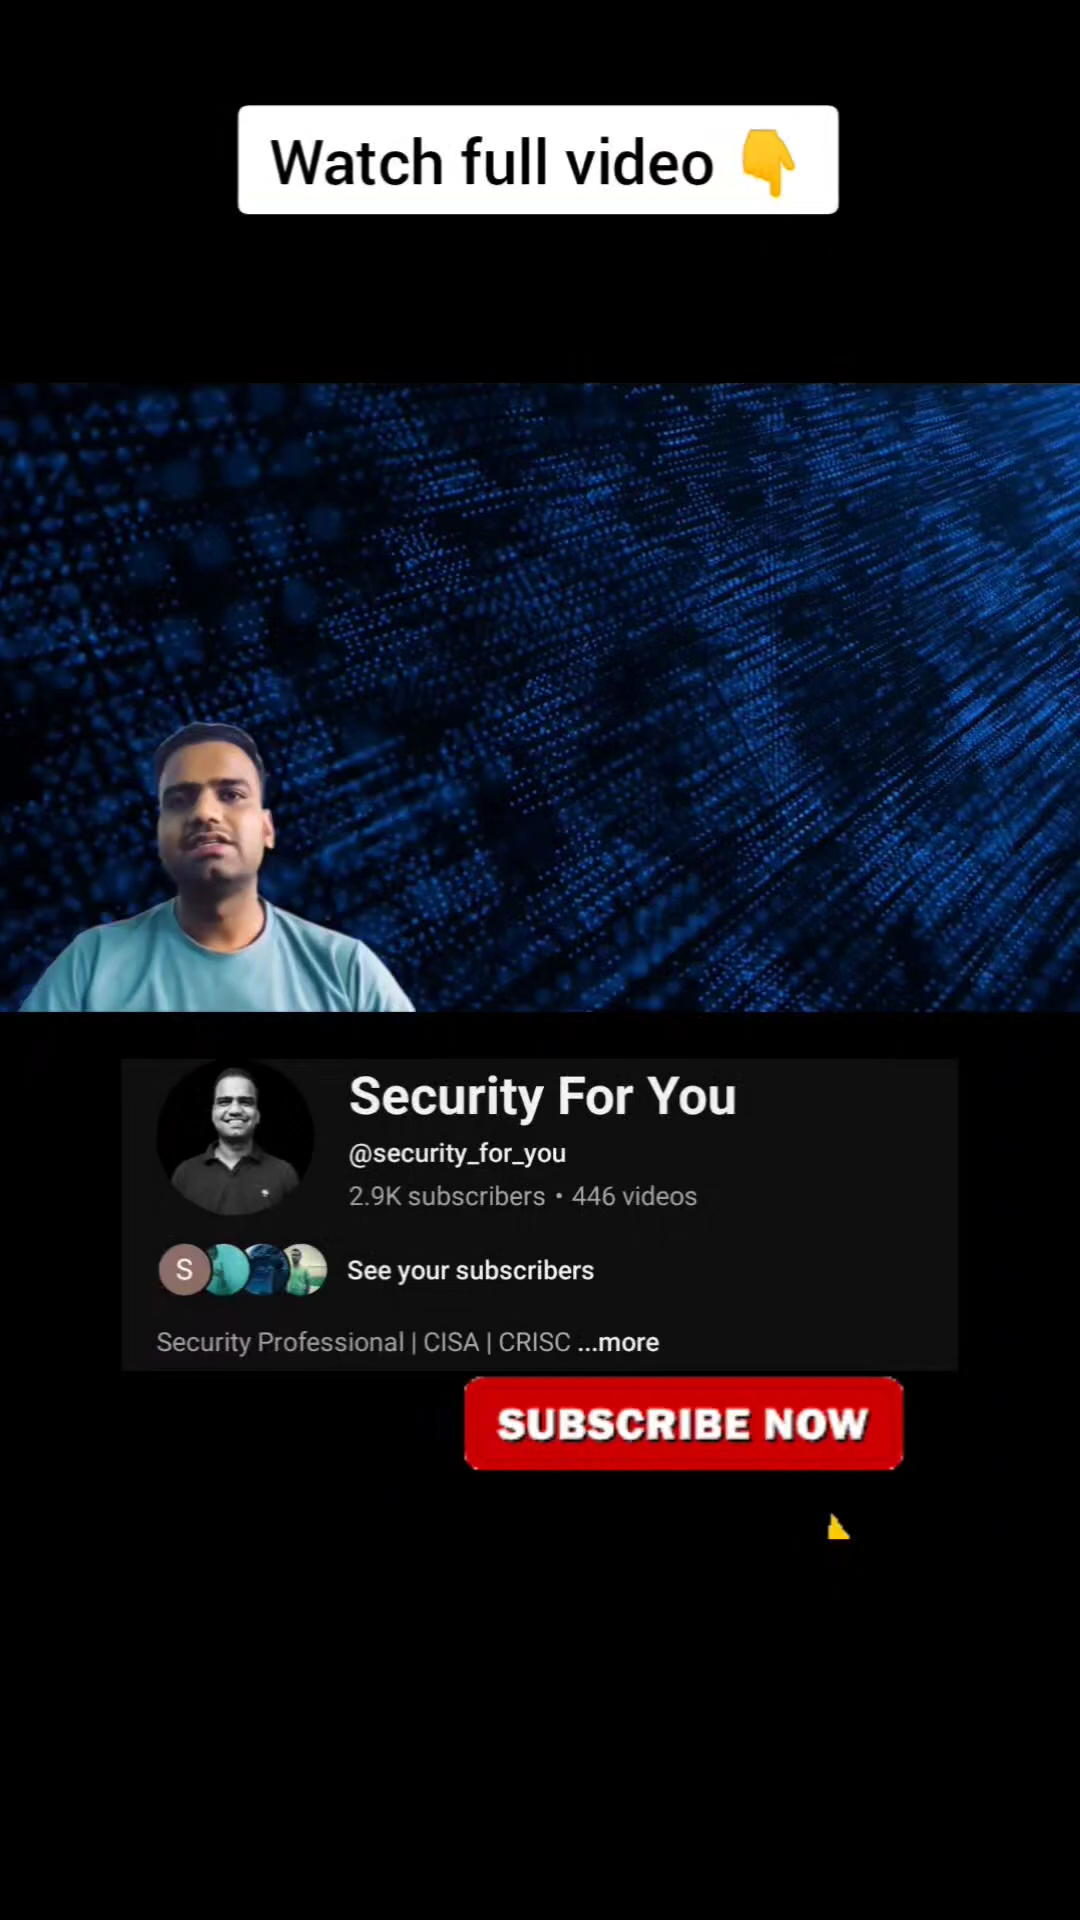 Watch full video 👇
Security For You
@security_for_you
2.9K subscribers • 446 videos
S
See your subscribers
Security Professional | CISA | CRISC ...more
SUBSCRIBE NOW